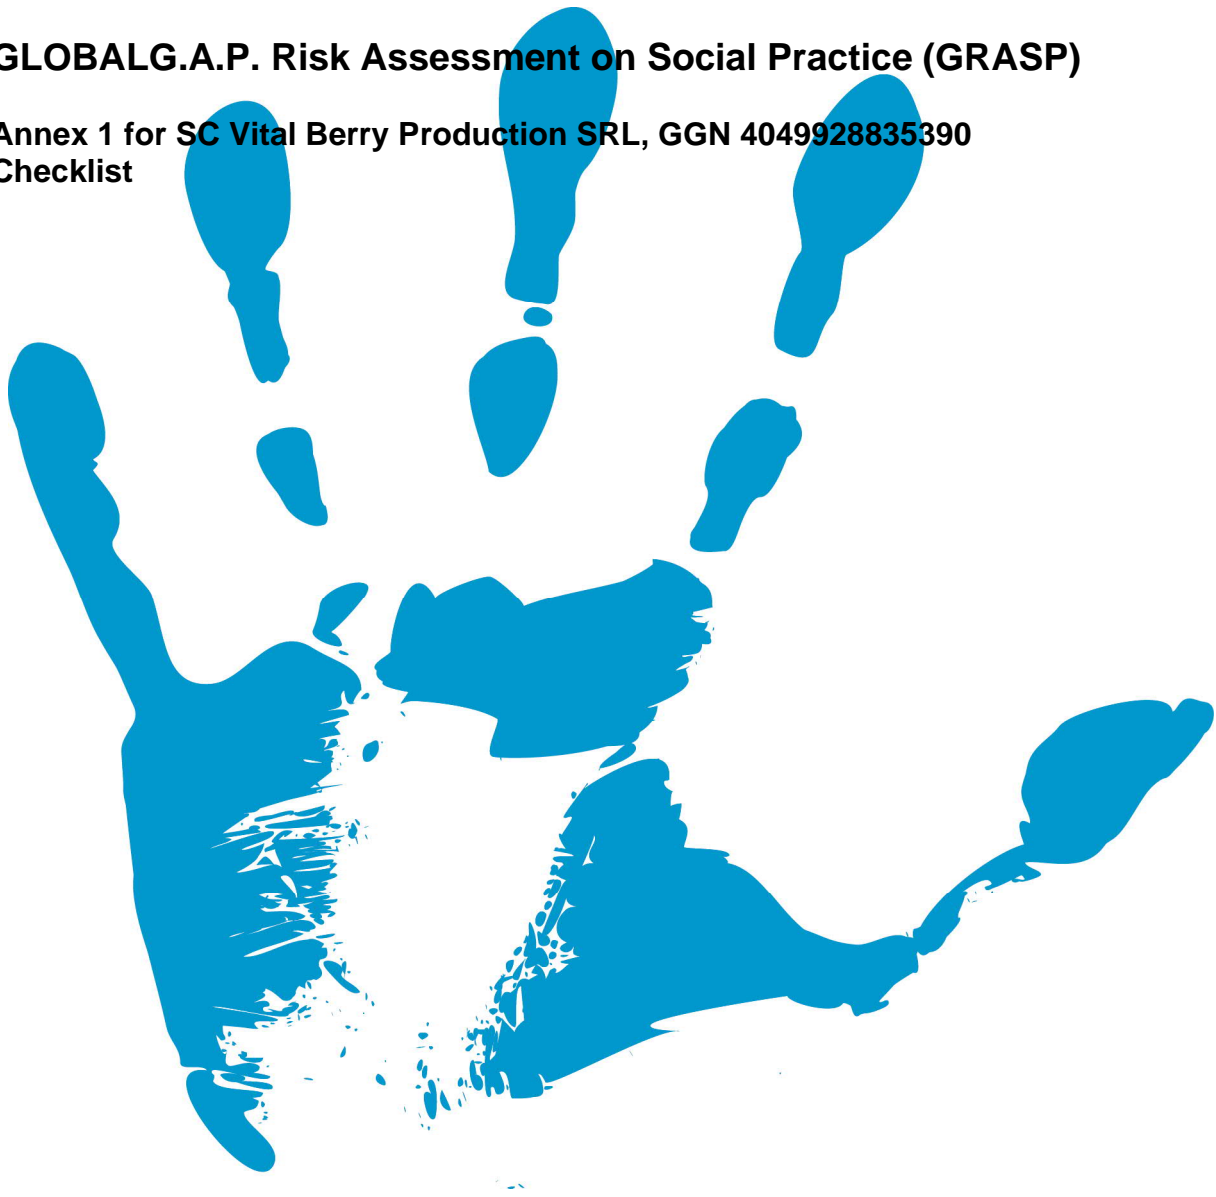 GLOBALG.A.P. Risk Assessment on Social Practice (GRASP)
Annex 1 for SC Vital Berry Production SRL, GGN 4049928835390
Checklist